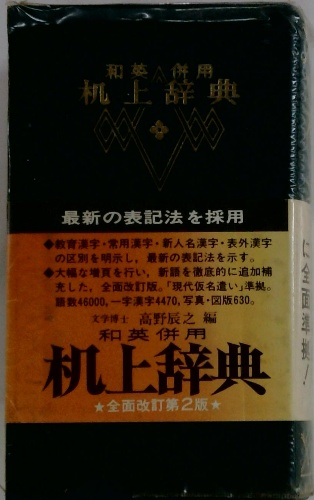 和英併用
机上辞典
最新の表記法を採用
◆教育漢字・常用漢字・新人名漢字・表外漢字
の区別を明示し、最新の表記法を示す。
◆大幅な増頁を行い、新語を徹底的に追加補
充した，全面改訂版。「現代仮名遣い」準拠。
語数46000，一字漢字4470，写真・図版630。
文学博士 高野辰之 編
和英併用
机上辞典
★全面改訂第2版★
に全面準拠!